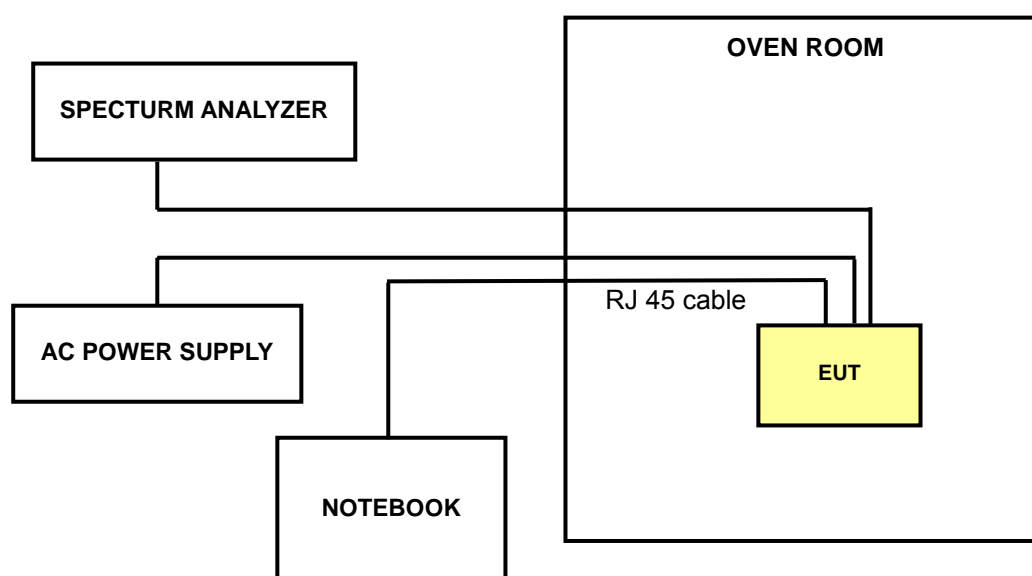 OVEN ROOM
SPECTURM ANALYZER
RJ 45 cable
AC POWER SUPPLY
EUT
NOTEBOOK